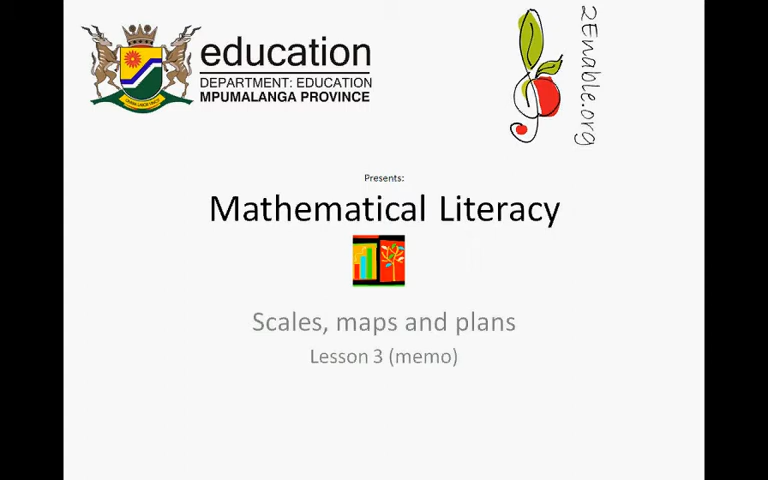 education
DEPARTMENT: EDUCATION
MPUMALANGA PROVINCE
2Enable.org
Presents:
Mathematical Literacy
Scales, maps and plans
Lesson 3 (memo)